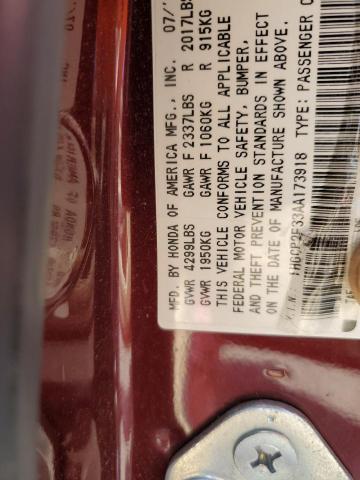 MFD. BY HONDA OF AMERICA MFG., INC. 07/
GVWR 4299LBS GAWR F 2337LBS R 2017LBS
GVWR 1950KG GAWR F 1060KG R 915KG
THIS VEHICLE CONFORMS TO ALL APPLICABLE
FEDERAL MOTOR VEHICLE SAFETY, BUMPER,
AND THEFT PREVENTION STANDARDS IN EFFECT
ON THE DATE OF MANUFACTURE SHOWN ABOVE.
V.I.N. 1HGCP2F33AA173918 TYPE: PASSENGER C